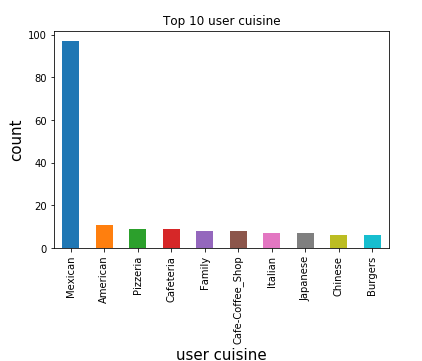 Top 10 user cuisine
100
80
60
40
20
0
count
Mexican
American
Pizzeria
Cafeteria
Family
Cafe-Coffee_Shop
Italian
Japanese
Chinese
Burgers
user cuisine